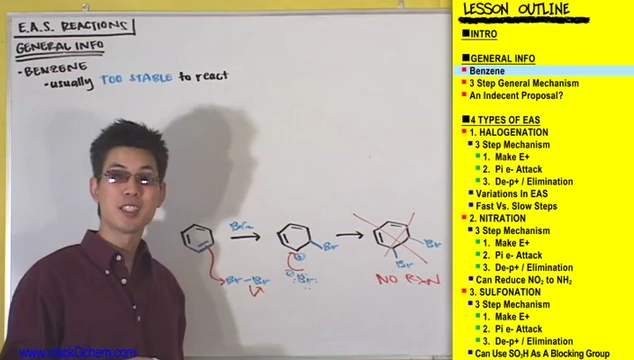 E.A.S. REACTIONS
GENERAL INFO
-BENZENE
-usually TOO STABLE to react
Br₂
Br
Br
Br
Br - Br
Br
NO RXN
LESSON OUTLINE
INTRO
GENERAL INFO
Benzene
3 Step General Mechanism
An Indecent Proposal?
4 TYPES OF EAS
1. HALOGENATION
3 Step Mechanism
1. Make E+
2. Pi e- Attack
3. De-p+ / Elimination
Variations In EAS
Fast Vs. Slow Steps
2. NITRATION
3 Step Mechanism
1. Make E+
2. Pi e- Attack
3. De-p+ / Elimination
Can Reduce NO₂ to NH₂
3. SULFONATION
3 Step Mechanism
1. Make E+
2. Pi e- Attack
3. De-p+ / Elimination
Can Use SO₃H As A Blocking Group